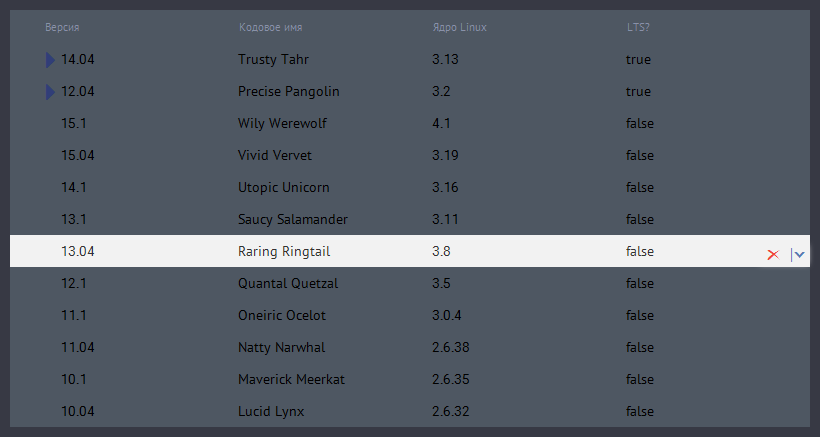 Версия Кодовое имя Ядро Linux LTS?
14.04 Trusty Tahr 3.13 true
12.04 Precise Pangolin 3.2 true
15.1 Wily Werewolf 4.1 false
15.04 Vivid Vervet 3.19 false
14.1 Utopic Unicorn 3.16 false
13.1 Saucy Salamander 3.11 false
13.04 Raring Ringtail 3.8 false
12.1 Quantal Quetzal 3.5 false
11.1 Oneiric Ocelot 3.0.4 false
11.04 Natty Narwhal 2.6.38 false
10.1 Maverick Meerkat 2.6.35 false
10.04 Lucid Lynx 2.6.32 false